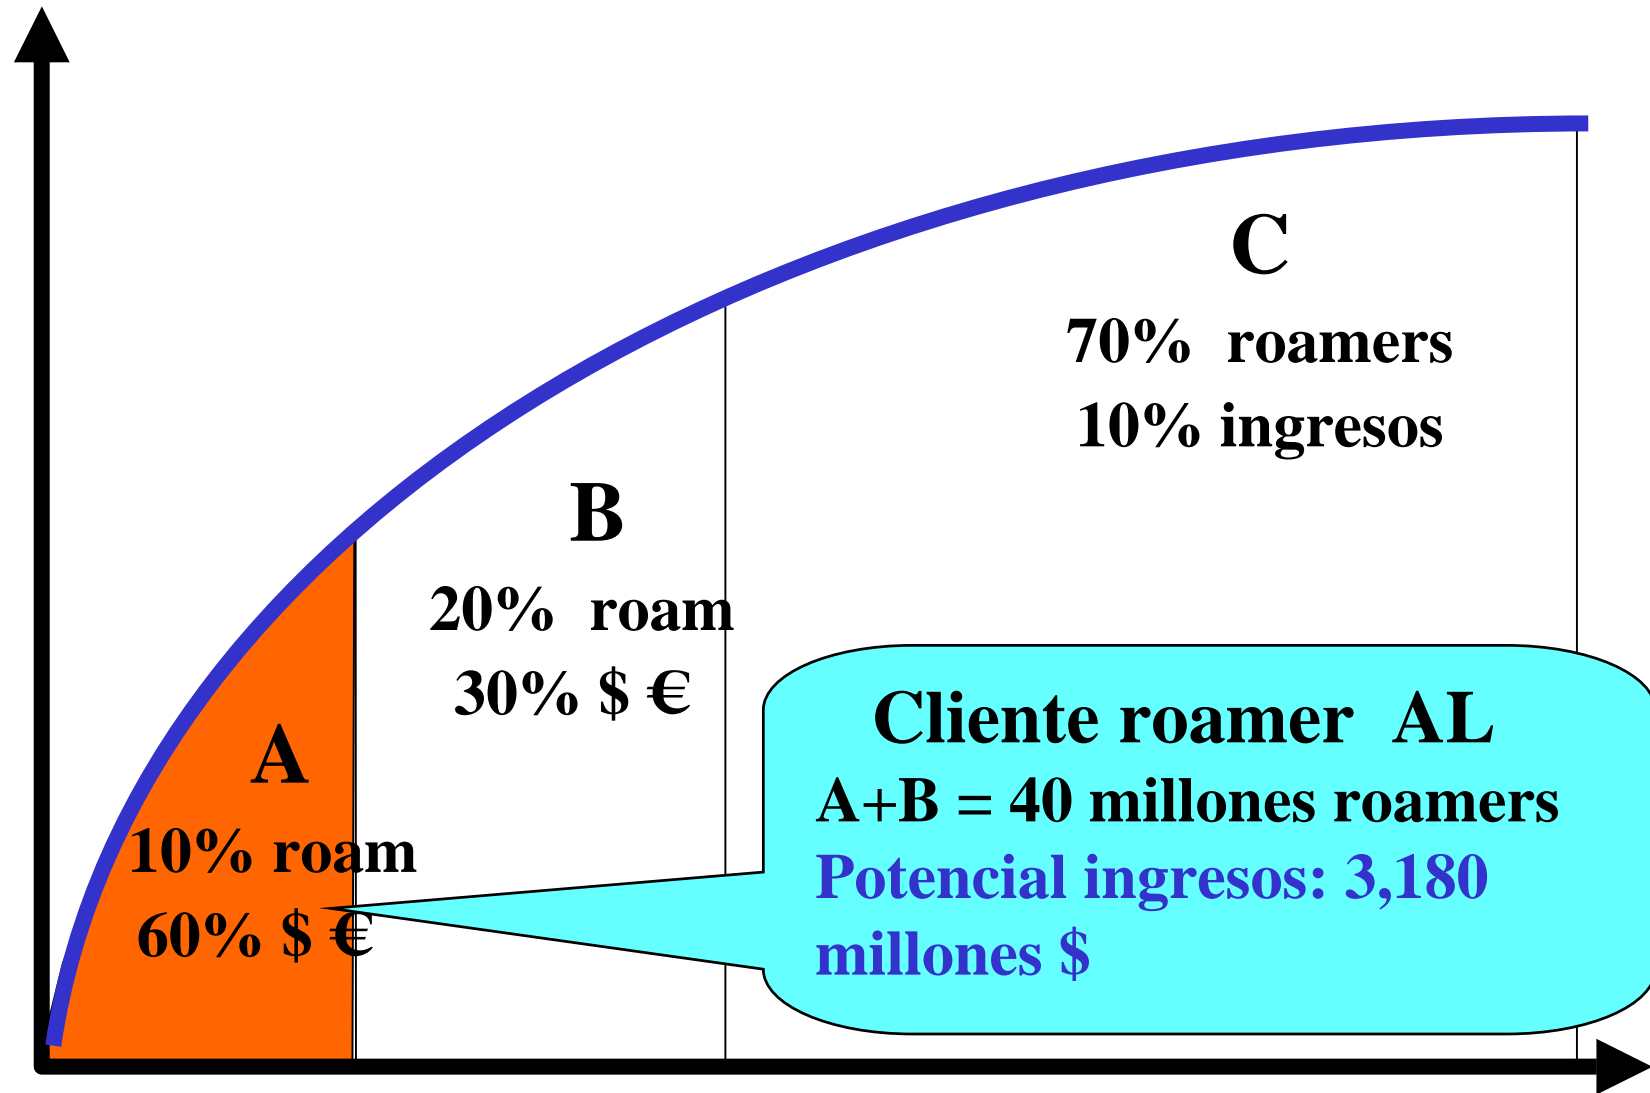 C
70% roamers
10% ingresos
B
20% roam
30% $ €
A
10% roam
60% $ €
Cliente roamer AL
A+B = 40 millones roamers
Potencial ingresos: 3,180
millones $